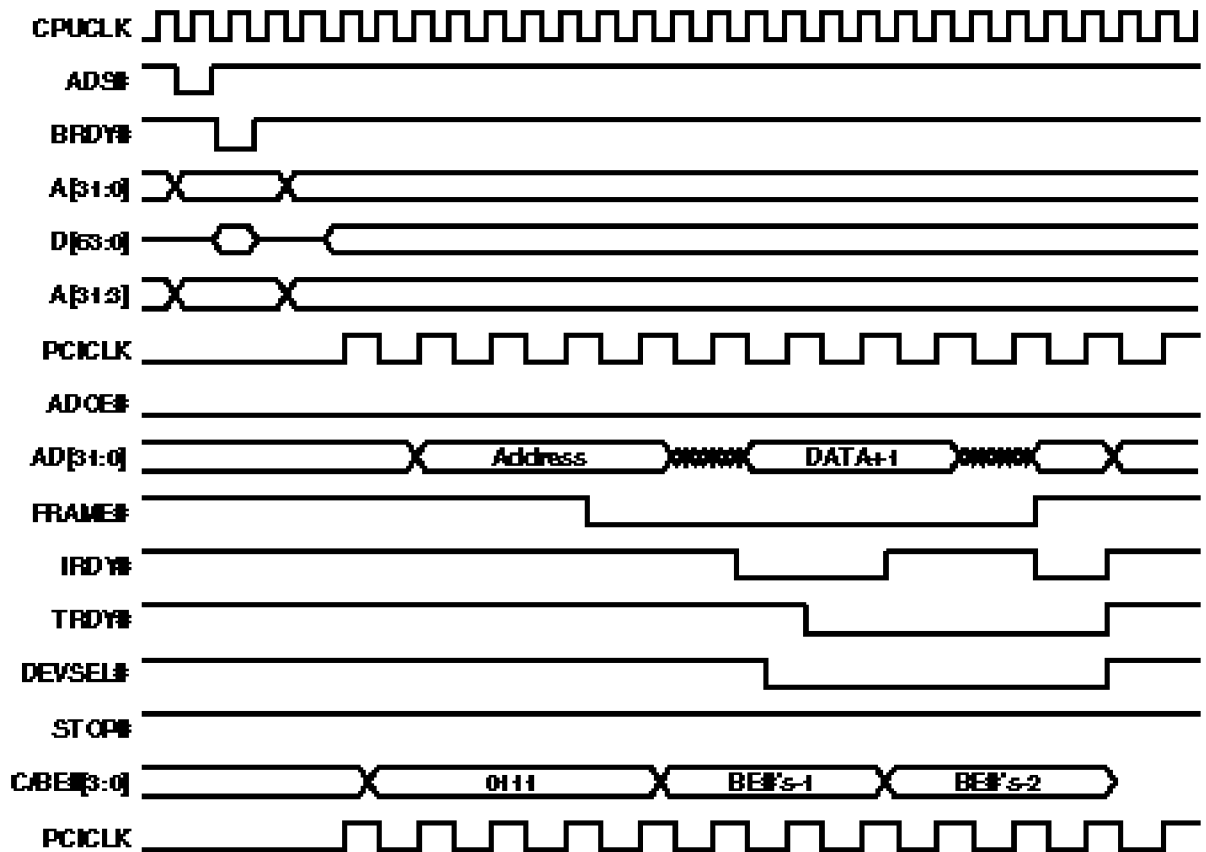 CPUCLK
ADS#
BRDY#
A[31:0]
D[63:0]
A[31:3]
PCICLK
ADOE#
AD[31:0] Address DATA+1
FRAME#
IRDY#
TRDY#
DEVSEL#
STOP#
C/BE#[3:0] 0111 BE#'s-1 BE#'s-2
PCICLK